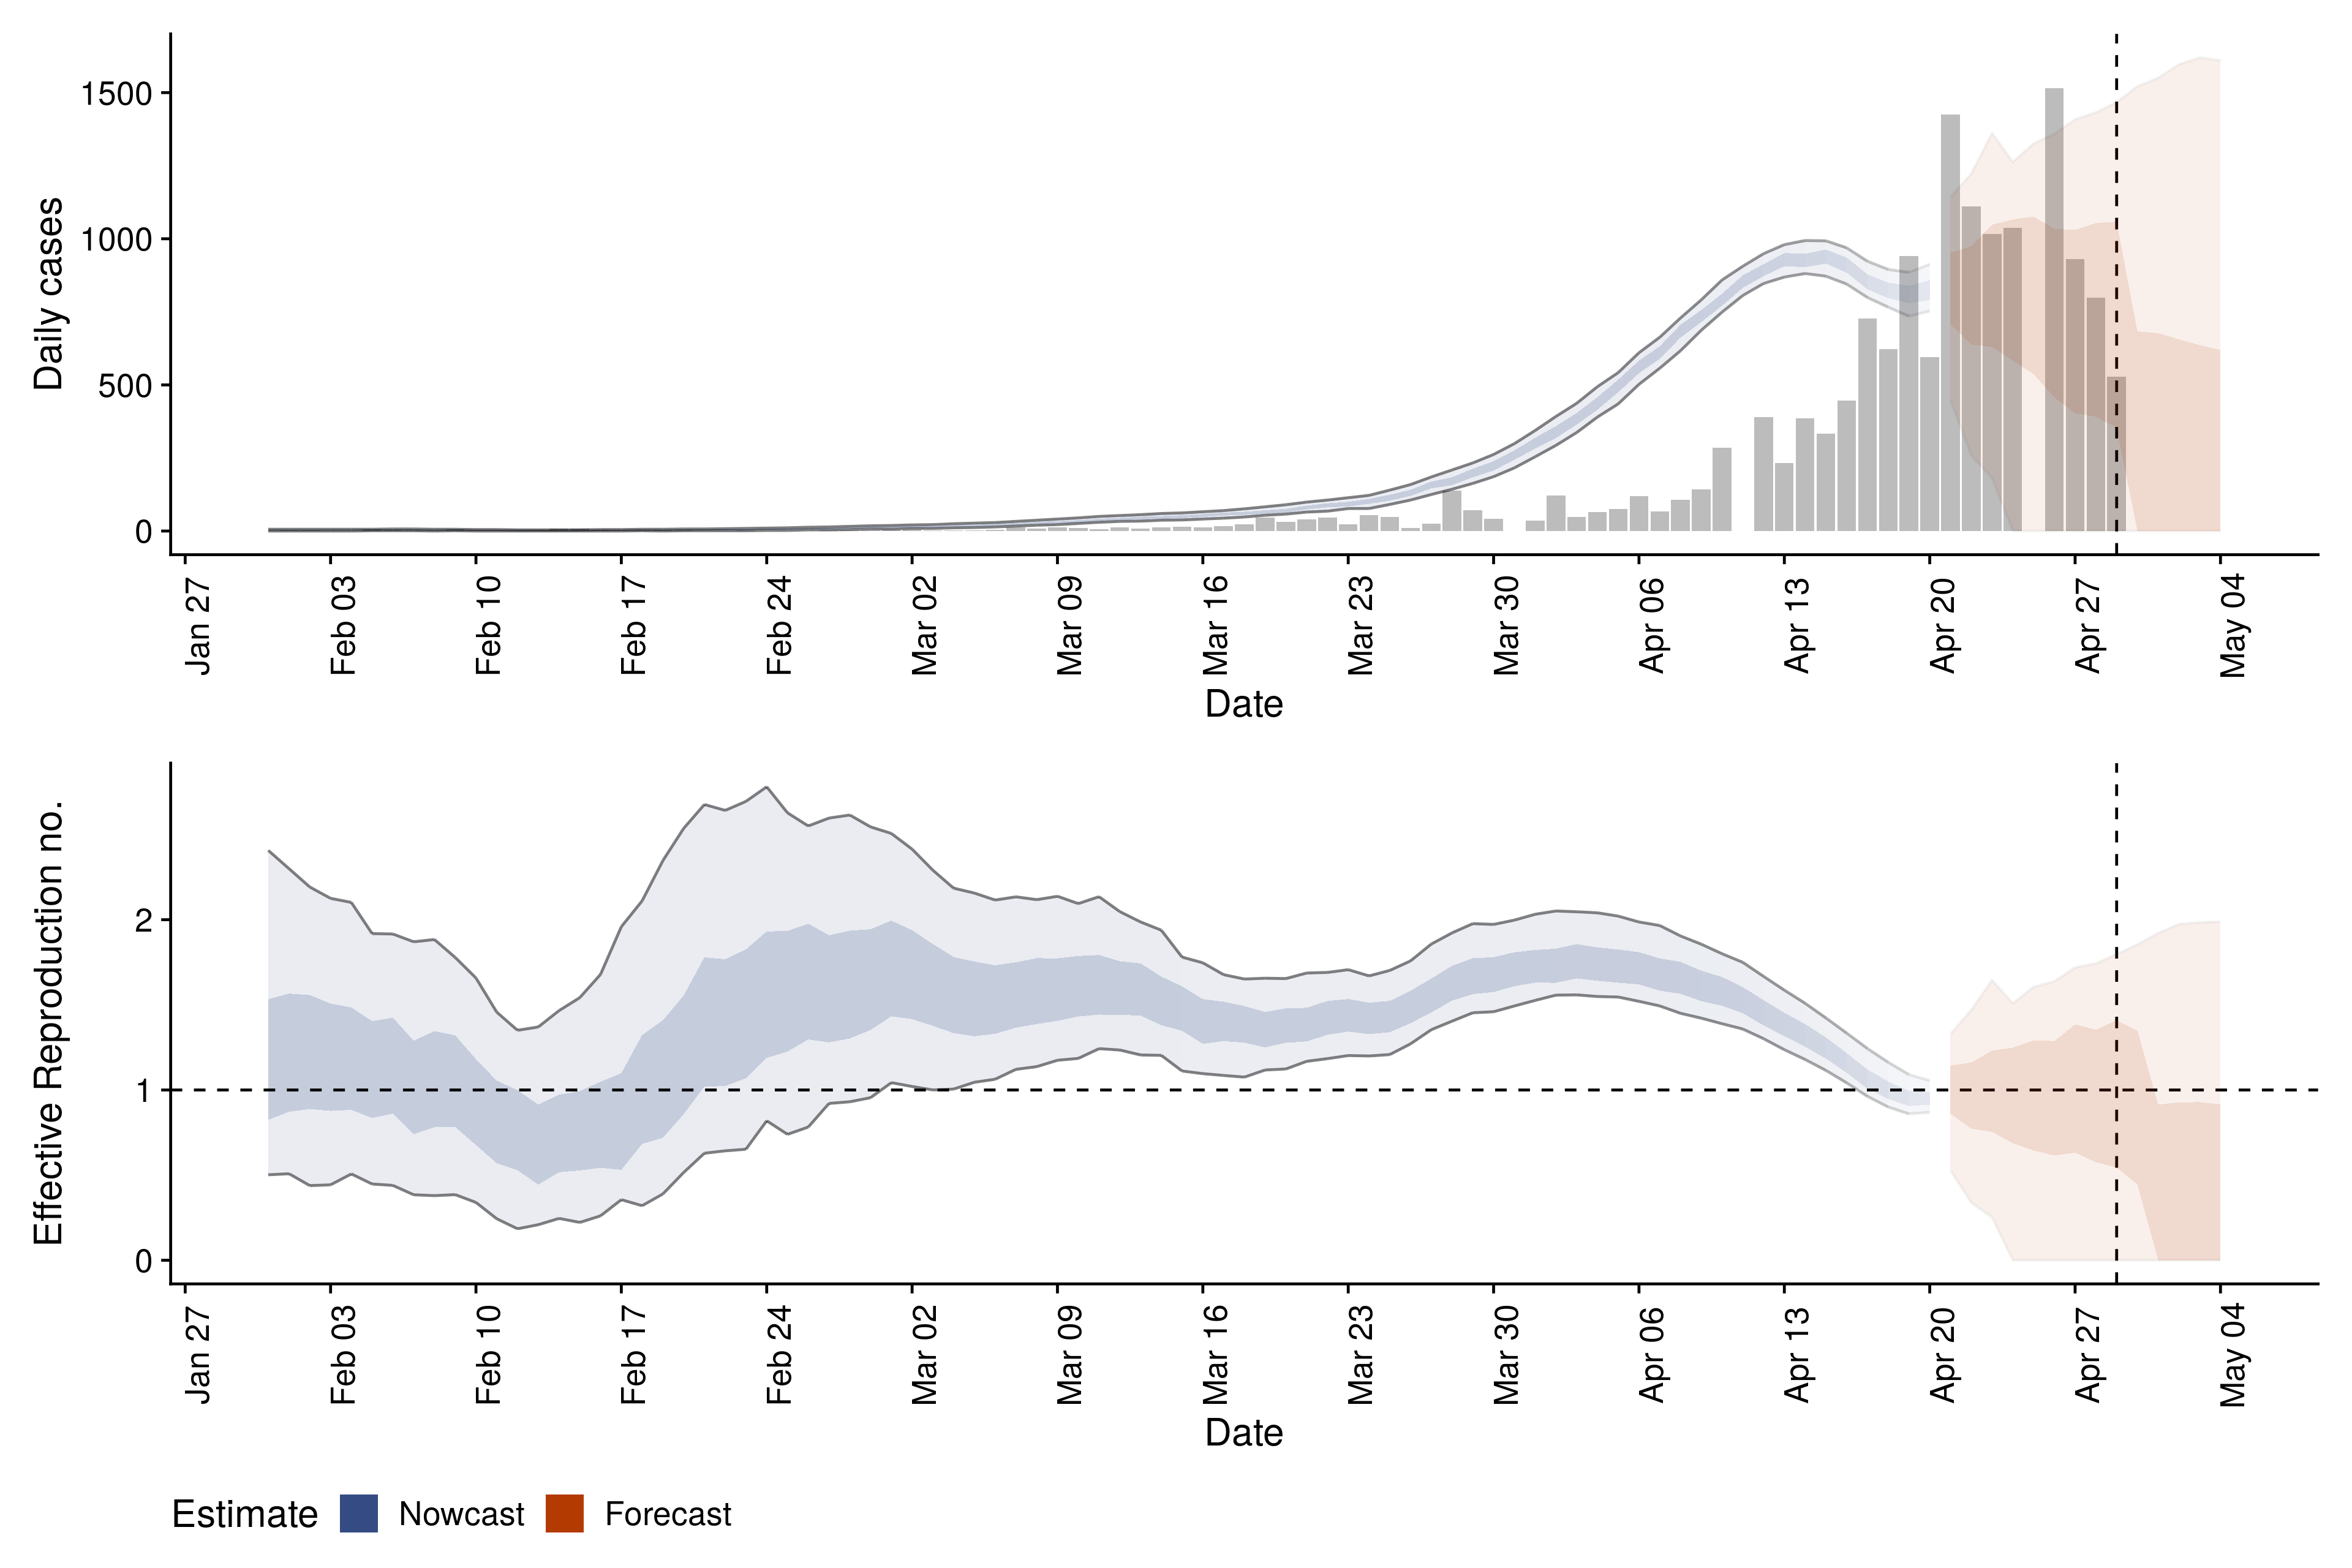 Daily cases
1500
1000
500
0
Jan 27
Feb 03
Feb 10
Feb 17
Feb 24
Mar 02
Mar 09
Mar 16
Mar 23
Mar 30
Apr 06
Apr 13
Apr 20
Apr 27
May 04
Date
Effective Reproduction no.
2
1
0
Jan 27
Feb 03
Feb 10
Feb 17
Feb 24
Mar 02
Mar 09
Mar 16
Mar 23
Mar 30
Apr 06
Apr 13
Apr 20
Apr 27
May 04
Date
Estimate Nowcast Forecast